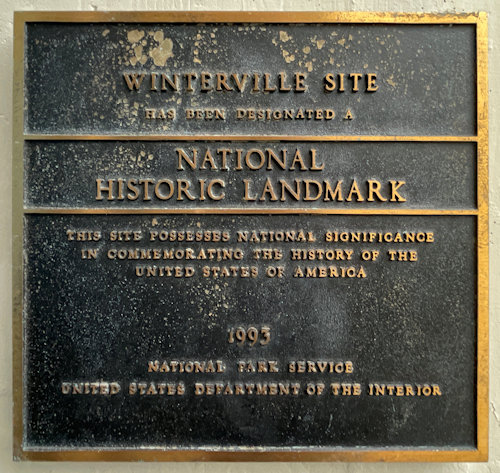 WINTERVILLE SITE
HAS BEEN DESIGNATED A
NATIONAL
HISTORIC LANDMARK
THIS SITE POSSESSES NATIONAL SIGNIFICANCE
IN COMMEMORATING THE HISTORY OF THE
UNITED STATES OF AMERICA
1993
NATIONAL PARK SERVICE
UNITED STATES DEPARTMENT OF THE INTERIOR